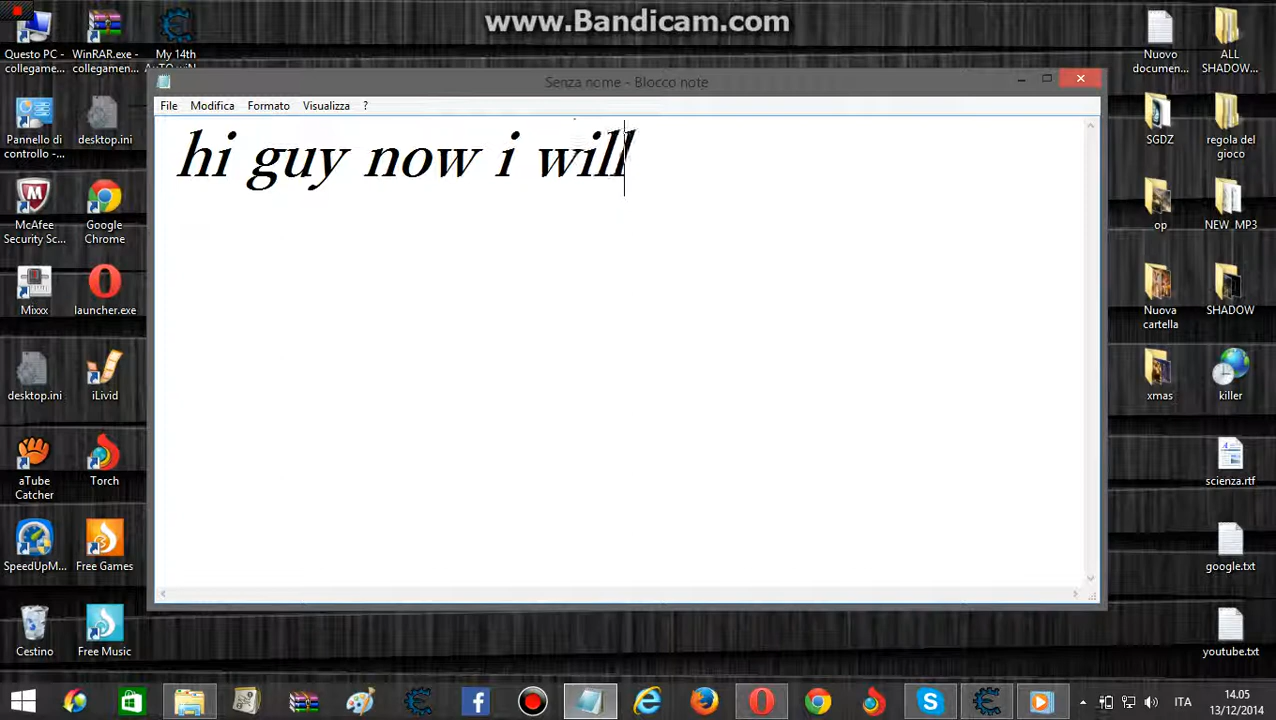 www.Bandicam.com
Questo PC -
collegamen...
WinRAR.exe -
collegamen...
My 14th
Senza nome - Blocco note
File Modifica Formato Visualizza ?
hi guy now i will
Nuovo
documen...
ALL
SHADOW...
Pannello di
controllo -...
desktop.ini
SGDZ
regola del
gioco
McAfee
Security Sc...
Google
Chrome
op
NEW_MP3
Mixxx
launcher.exe
Nuova
cartella
SHADOW
desktop.ini
iLivid
xmas
killer
aTube
Catcher
Torch
scienza.rtf
SpeedUpM...
Free Games
google.txt
Cestino
Free Music
youtube.txt
ITA
14.05
13/12/2014